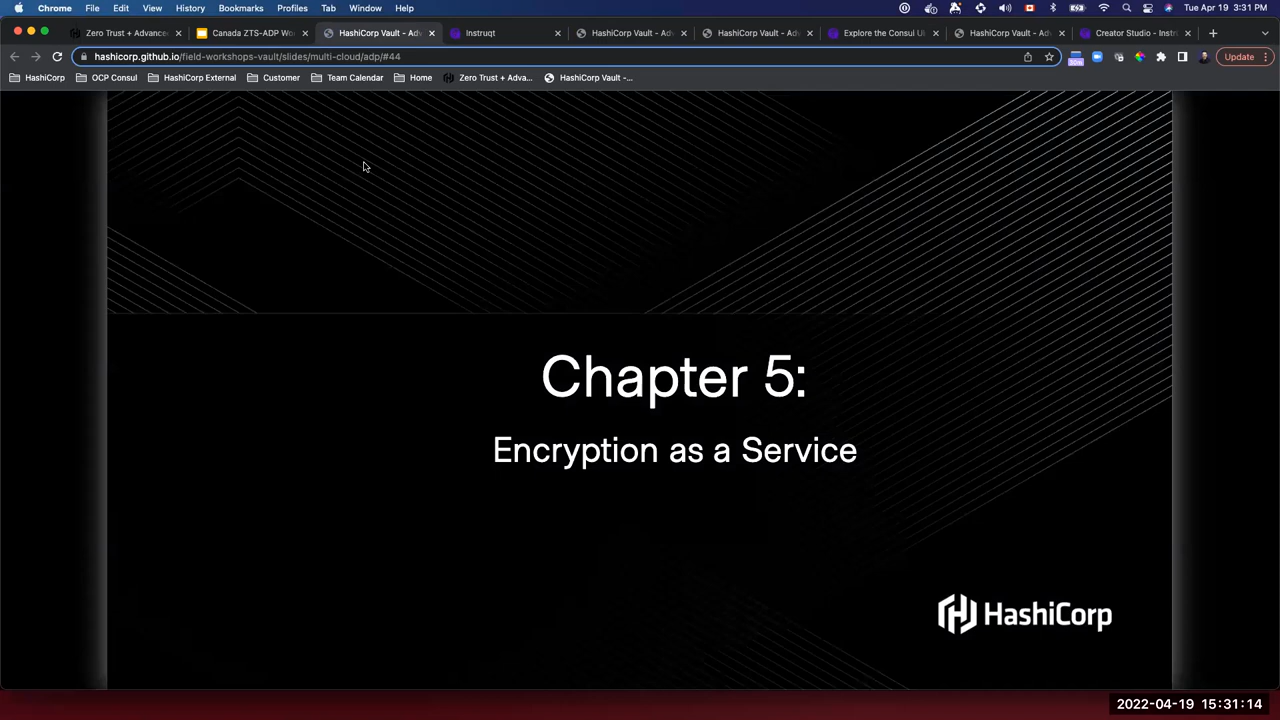 Chrome File Edit View History Bookmarks Profiles Tab Window Help Tue Apr 19 3:31 PM
Zero Trust + Advance Canada ZTS-ADP Wo HashiCorp Vault - Adv Instruqt HashiCorp Vault - Adv HashiCorp Vault - Adv Explore the Consul UI HashiCorp Vault - Adv Creator Studio - Instr
hashicorp.github.io/field-workshops-vault/slides/multi-cloud/adp/#44 30m Update
HashiCorp OCP Consul HashiCorp External Customer Team Calendar Home Zero Trust + Adva... HashiCorp Vault -...
Chapter 5:
Encryption as a Service
HashiCorp
2022-04-19 15:31:14